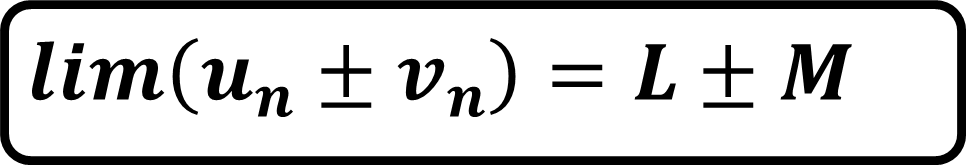 lim(uₙ ± vₙ) = L ± M